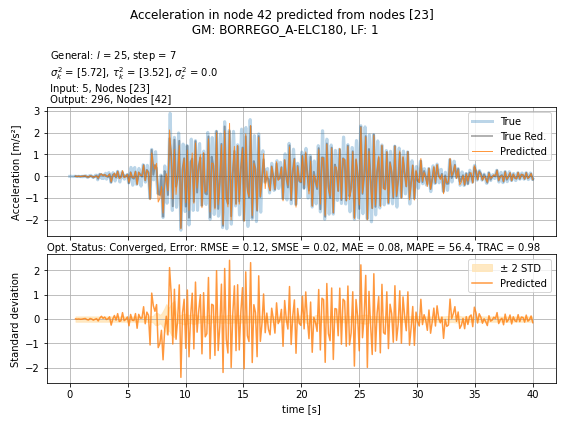 Acceleration in node 42 predicted from nodes [23]
GM: BORREGO_A-ELC180, LF: 1
General: l = 25, step = 7
σ²ₖ = [5.72], τ²ₖ = [3.52], σ²ε = 0.0
Input: 5, Nodes [23]
Output: 296, Nodes [42]
Acceleration [m/s²]
3
2
1
0
−1
−2
True
True Red.
Predicted
Opt. Status: Converged, Error: RMSE = 0.12, SMSE = 0.02, MAE = 0.08, MAPE = 56.4, TRAC = 0.98
Standard deviation
2
1
0
−1
−2
± 2 STD
Predicted
0 5 10 15 20 25 30 35 40
time [s]